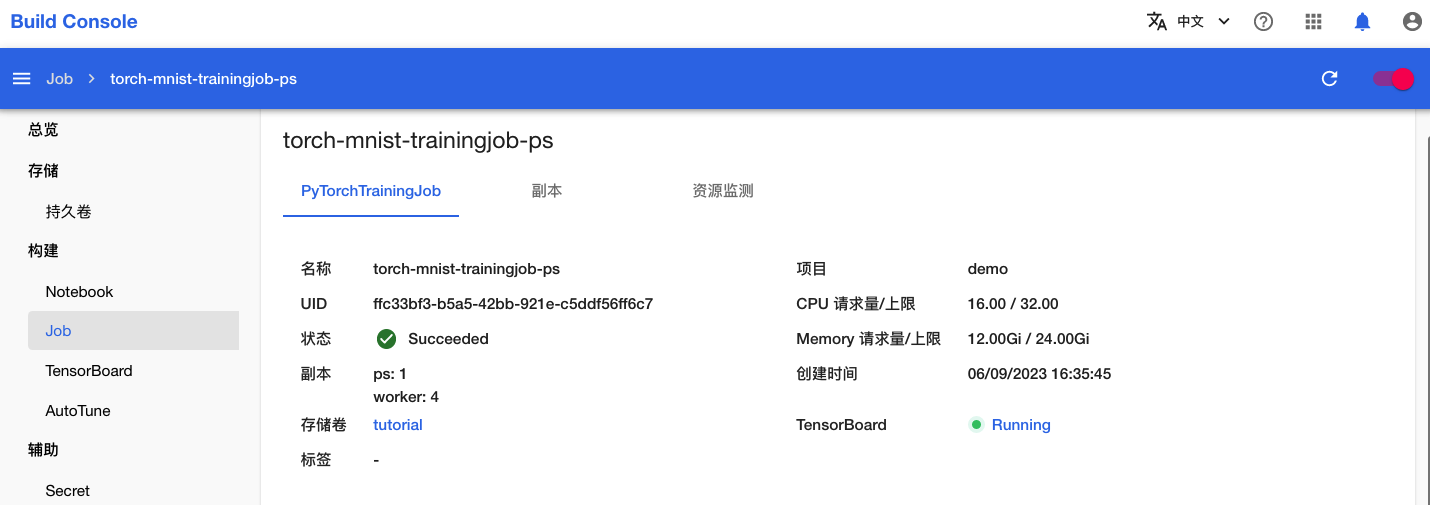 Build Console
中文
Job > torch-mnist-trainingjob-ps
总览
存储
持久卷
构建
Notebook
Job
TensorBoard
AutoTune
辅助
Secret
torch-mnist-trainingjob-ps
PyTorchTrainingJob 副本 资源监测
名称 torch-mnist-trainingjob-ps 项目 demo
UID ffc33bf3-b5a5-42bb-921e-c5ddf56ff6c7 CPU 请求量/上限 16.00 / 32.00
状态 Succeeded Memory 请求量/上限 12.00Gi / 24.00Gi
副本 ps: 1 创建时间 06/09/2023 16:35:45
worker: 4
存储卷 tutorial TensorBoard Running
标签 -